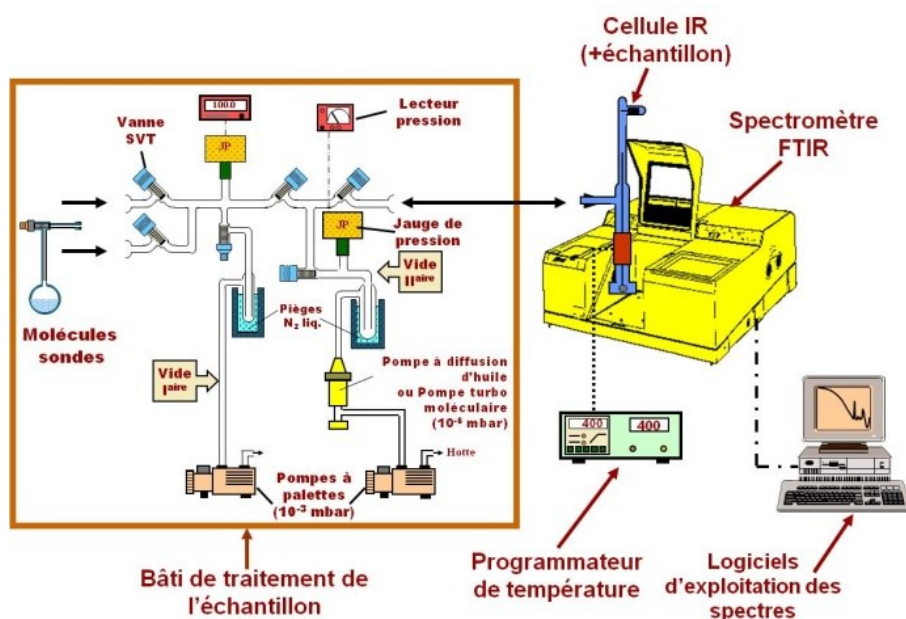 Cellule IR
(+échantillon)
100.0
Vanne
SVT
Lecteur
pression
JP
Spectromètre
FTIR
JP
Jauge de
pression
Vide
IIaire
Pièges
N₂ liq.
Molécules
sondes
Vide
Iaire
Pompe à diffusion
d'huile
ou Pompe turbo
moléculaire
(10⁻⁶ mbar)
400
400
Hotte
Pompes à
palettes
(10⁻³ mbar)
Bâti de traitement de
l'échantillon
Programmateur
de température
Logiciels
d'exploitation des
spectres